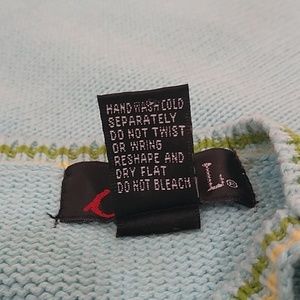 HAND WASH COLD
SEPARATELY
DO NOT TWIST
OR WRING
RESHAPE AND
DRY FLAT
DO NOT BLEACH
L®